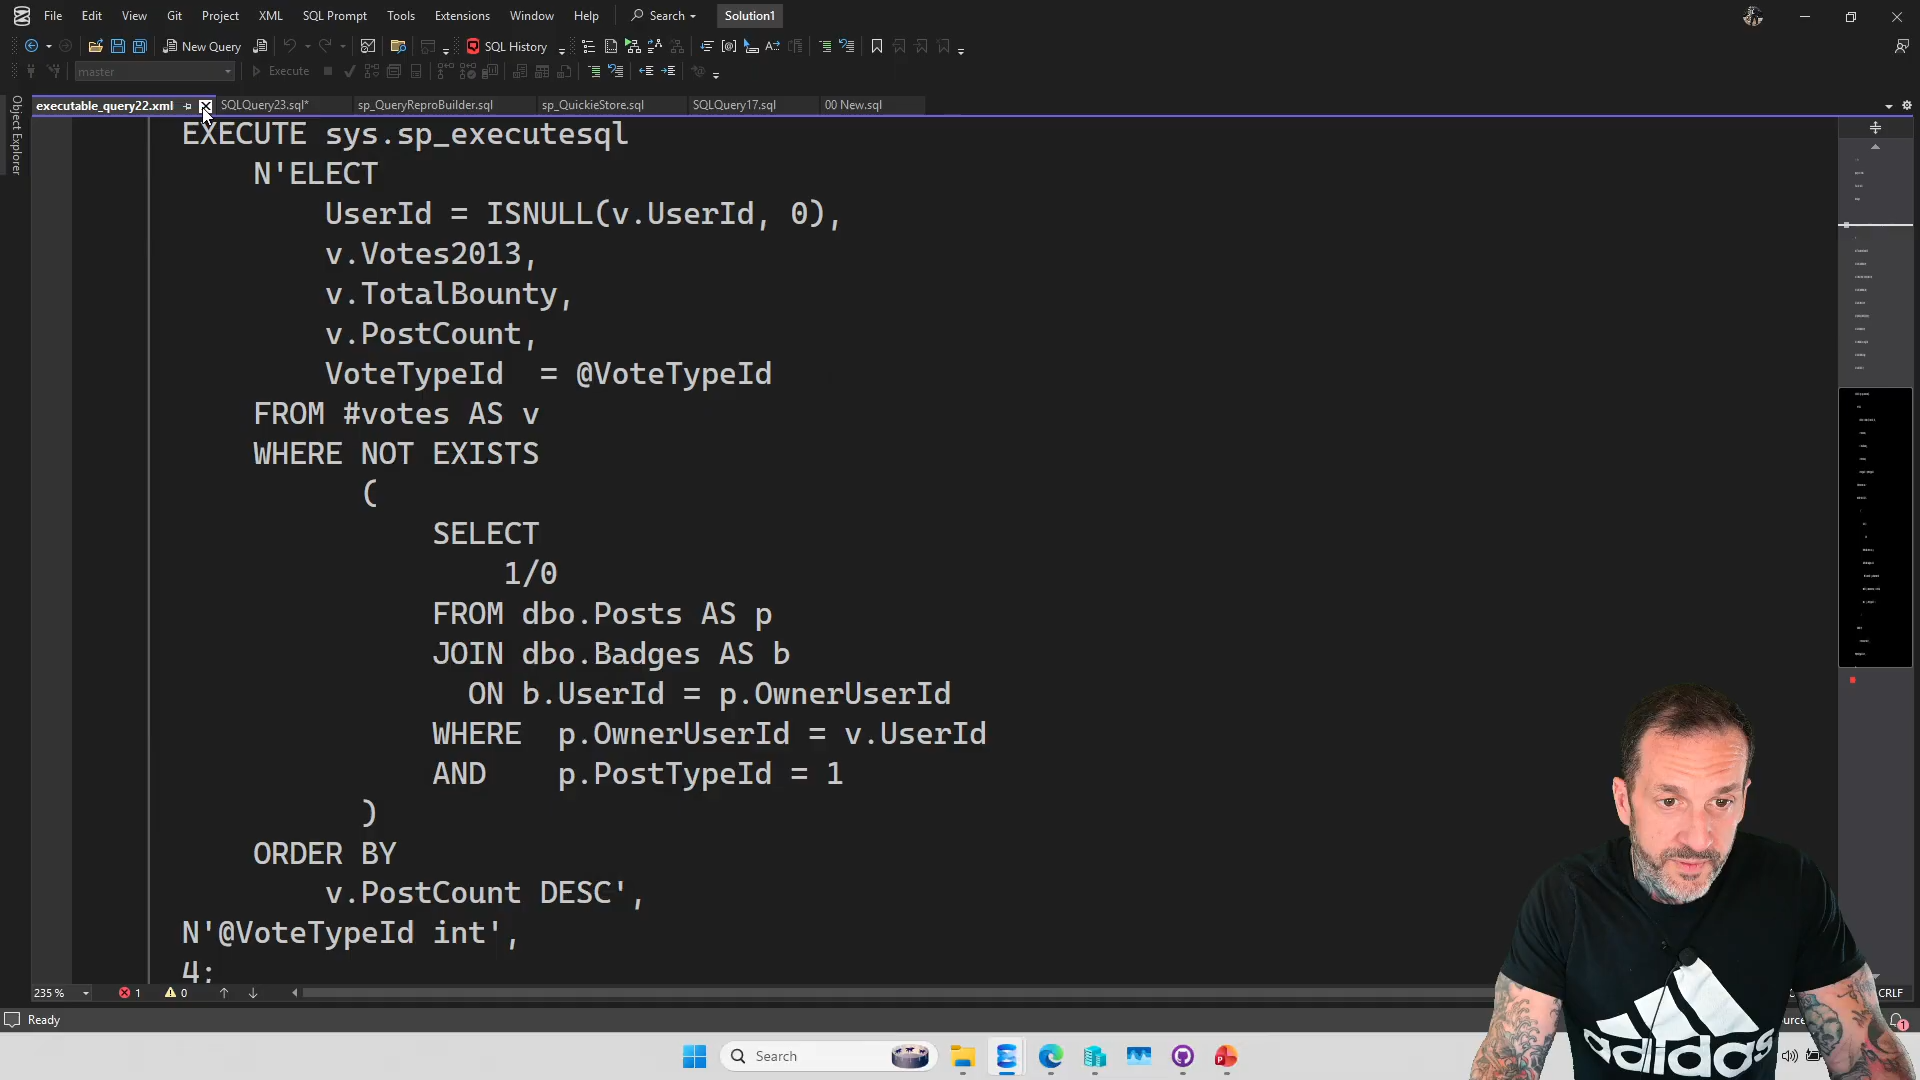 File Edit View Git Project XML SQL Prompt Tools Extensions Window Help Search Solution1
New Query SQL History
master Execute
Object Explorer
executable_query22.xml SQLQuery23.sql* sp_QueryReproBuilder.sql sp_QuickieStore.sql SQLQuery17.sql 00 New.sql
EXECUTE sys.sp_executesql
N'ELECT
UserId = ISNULL(v.UserId, 0),
v.Votes2013,
v.TotalBounty,
v.PostCount,
VoteTypeId = @VoteTypeId
FROM #votes AS v
WHERE NOT EXISTS
(
SELECT
1/0
FROM dbo.Posts AS p
JOIN dbo.Badges AS b
ON b.UserId = p.OwnerUserId
WHERE p.OwnerUserId = v.UserId
AND p.PostTypeId = 1
)
ORDER BY
v.PostCount DESC',
N'@VoteTypeId int',
4;
235 % 1 0 CRLF
Ready
Search
adidas